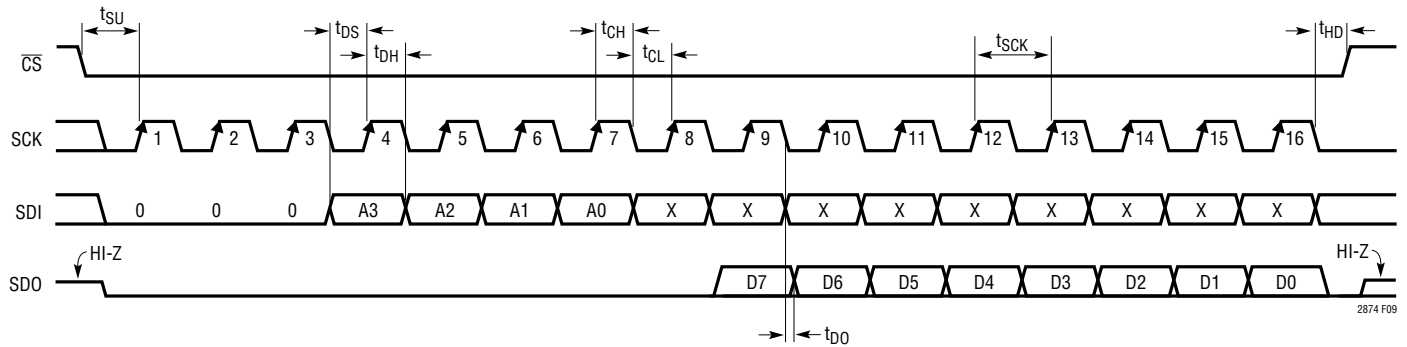 tSU
tDS
tDH
tCH
tCL
tSCK
tHD
CS
SCK 1 2 3 4 5 6 7 8 9 10 11 12 13 14 15 16
SDI 0 0 0 A3 A2 A1 A0 X X X X X X X X X
HI-Z HI-Z
SDO D7 D6 D5 D4 D3 D2 D1 D0
2874 F09
tDO